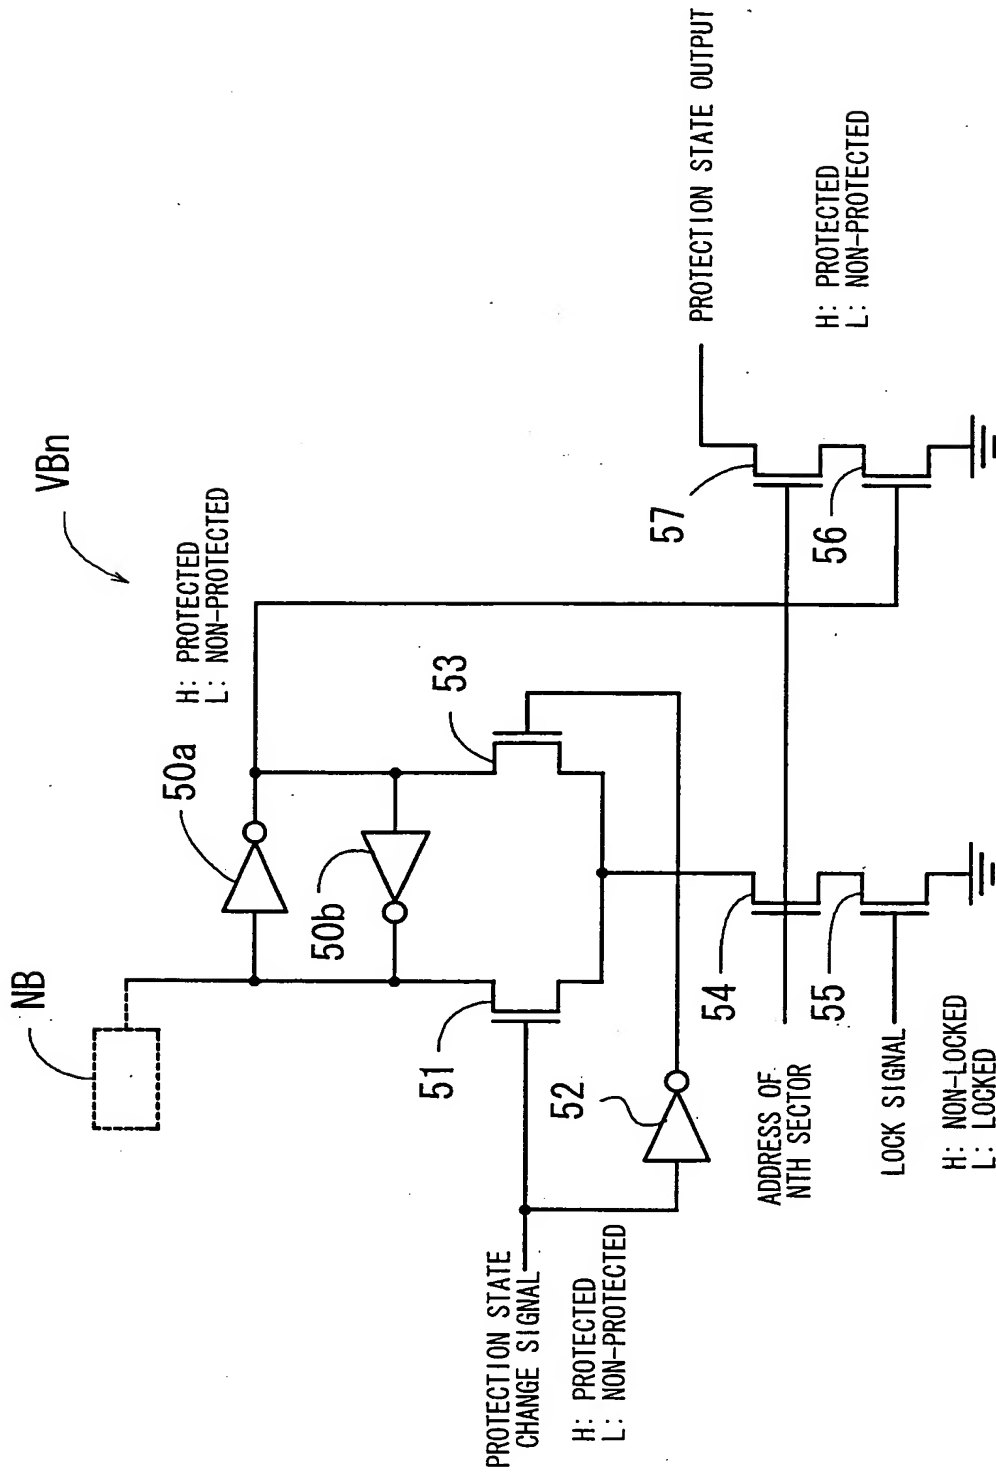 VBn
NB
50a
H: PROTECTED
L: NON-PROTECTED
50b
51
53
52
PROTECTION STATE
CHANGE SIGNAL
H: PROTECTED
L: NON-PROTECTED
54
55
ADDRESS OF
NTH SECTOR
LOCK SIGNAL
H: NON-LOCKED
L: LOCKED
57
56
PROTECTION STATE OUTPUT
H: PROTECTED
L: NON-PROTECTED